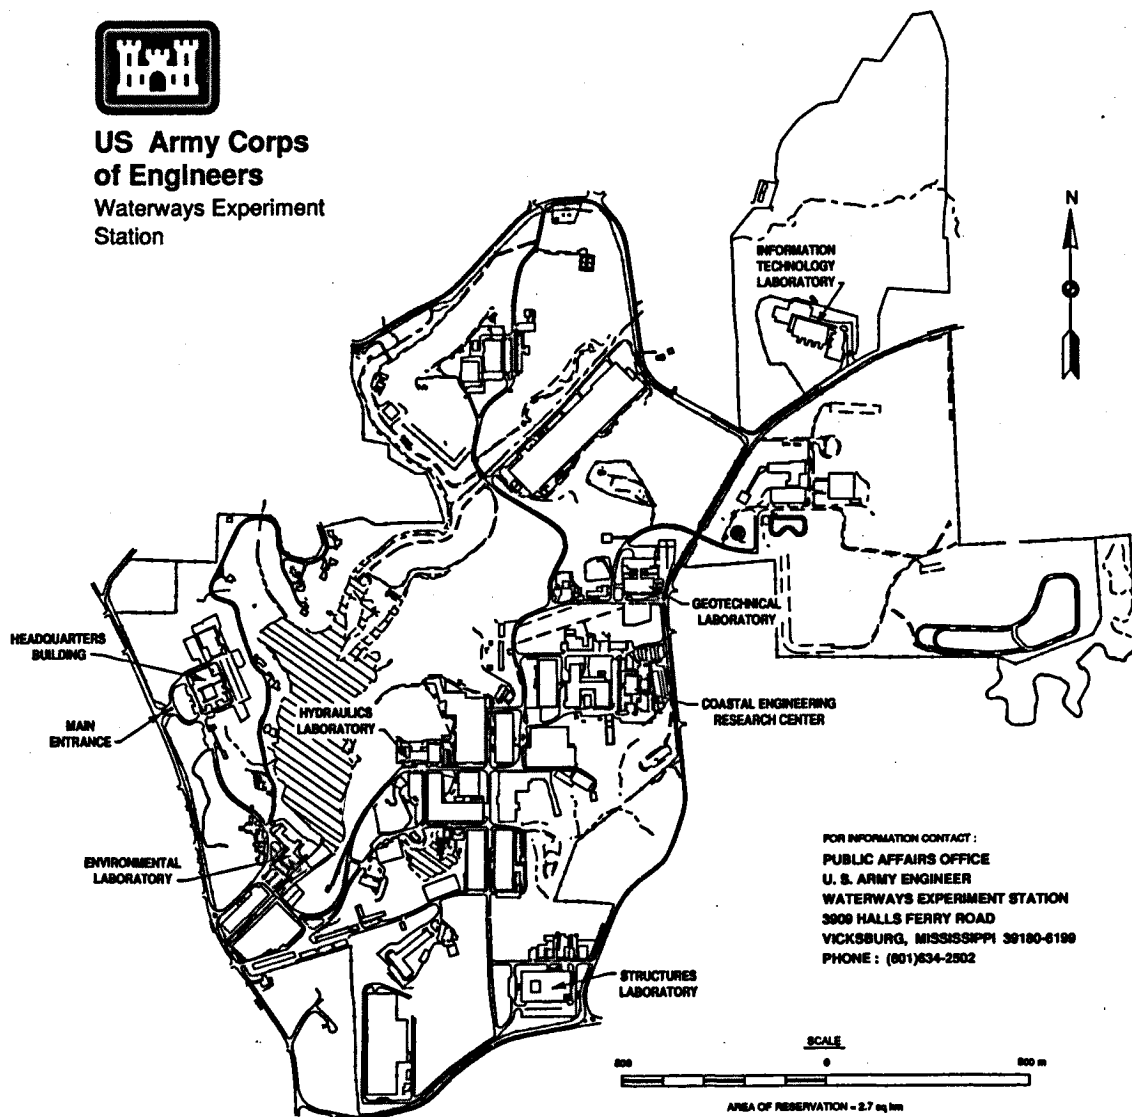 US Army Corps
of Engineers
Waterways Experiment
Station
N
INFORMATION
TECHNOLOGY
LABORATORY
GEOTECHNICAL
LABORATORY
HEADQUARTERS
BUILDING
MAIN
ENTRANCE
HYDRAULICS
LABORATORY
COASTAL ENGINEERING
RESEARCH CENTER
ENVIRONMENTAL
LABORATORY
STRUCTURES
LABORATORY
FOR INFORMATION CONTACT :
PUBLIC AFFAIRS OFFICE
U. S. ARMY ENGINEER
WATERWAYS EXPERIMENT STATION
3909 HALLS FERRY ROAD
VICKSBURG, MISSISSIPPI 39180-6199
PHONE : (601)634-2502
SCALE
500 0 500 m
AREA OF RESERVATION = 2.7 sq km